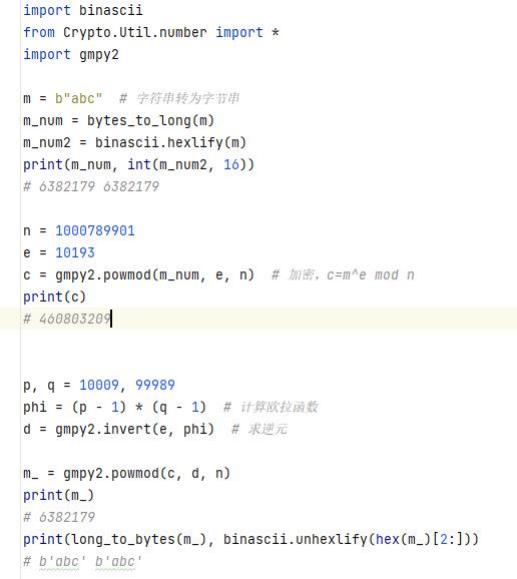 import binascii
from Crypto.Util.number import *
import gmpy2
m = b"abc"  # 字符串转为字节串
m_num = bytes_to_long(m)
m_num2 = binascii.hexlify(m)
print(m_num, int(m_num2, 16))
# 6382179 6382179
n = 1000789901
e = 10193
c = gmpy2.powmod(m_num, e, n)  # 加密，c=m^e mod n
print(c)
# 460803209
p, q = 10009, 99989
phi = (p - 1) * (q - 1)  # 计算欧拉函数
d = gmpy2.invert(e, phi)  # 求逆元
m_ = gmpy2.powmod(c, d, n)
print(m_)
# 6382179
print(long_to_bytes(m_), binascii.unhexlify(hex(m_)[2:]))
# b'abc' b'abc'